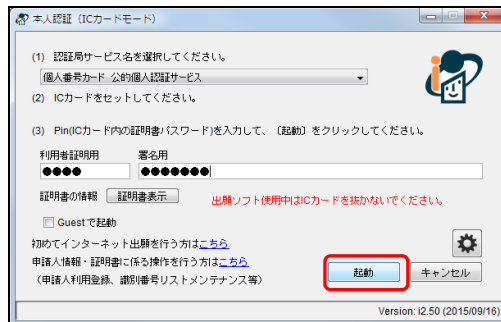 本人認証 (ICカードモード)
(1) 認証局サービス名を選択してください。
個人番号カード 公的個人認証サービス
(2) ICカードをセットしてください。
(3) Pin(ICカード内の証明書パスワード)を入力して、〔起動〕をクリックしてください。
利用者証明用 署名用
●●●● ●●●●●●●
証明書の情報 証明書表示 出願ソフト使用中はICカードを抜かないでください。
Guestで起動
初めてインターネット出願を行う方はこちら
申請人情報・証明書に係る操作を行う方はこちら
(申請人利用登録、識別番号リストメンテナンス等)
起動 キャンセル
Version: i2.50 (2015/09/16)